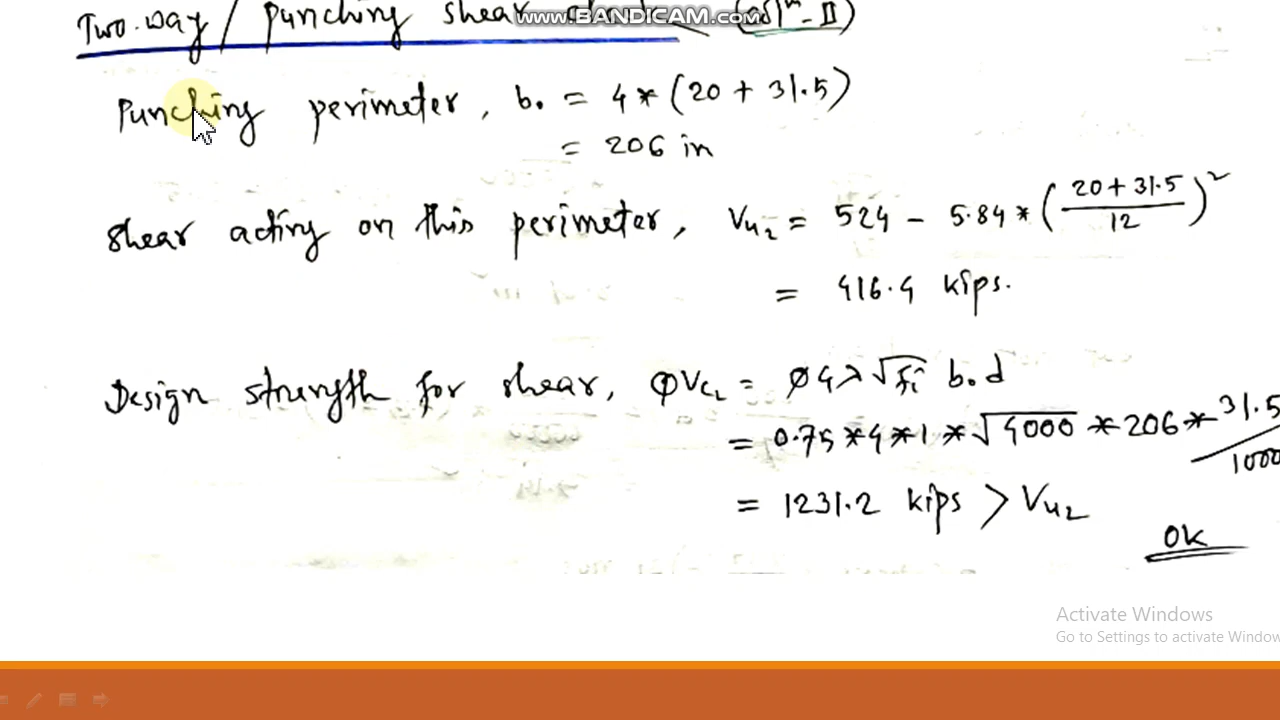 www.BANDICAM.com
Two-way / punching shear (colm - II)
Punching perimeter, b₀ = 4 * (20 + 31.5)
= 206 in
shear acting on this perimeter, Vu₂ = 524 - 5.84 * ((20 + 31.5)/12)²
= 416.4 kips.
Design strength for shear, φVc₂ = φ4λ√fc' b₀d
= 0.75 * 4 * 1 * √4000 * 206 * 31.5/1000
= 1231.2 kips > Vu₂
OK
Activate Windows
Go to Settings to activate Window